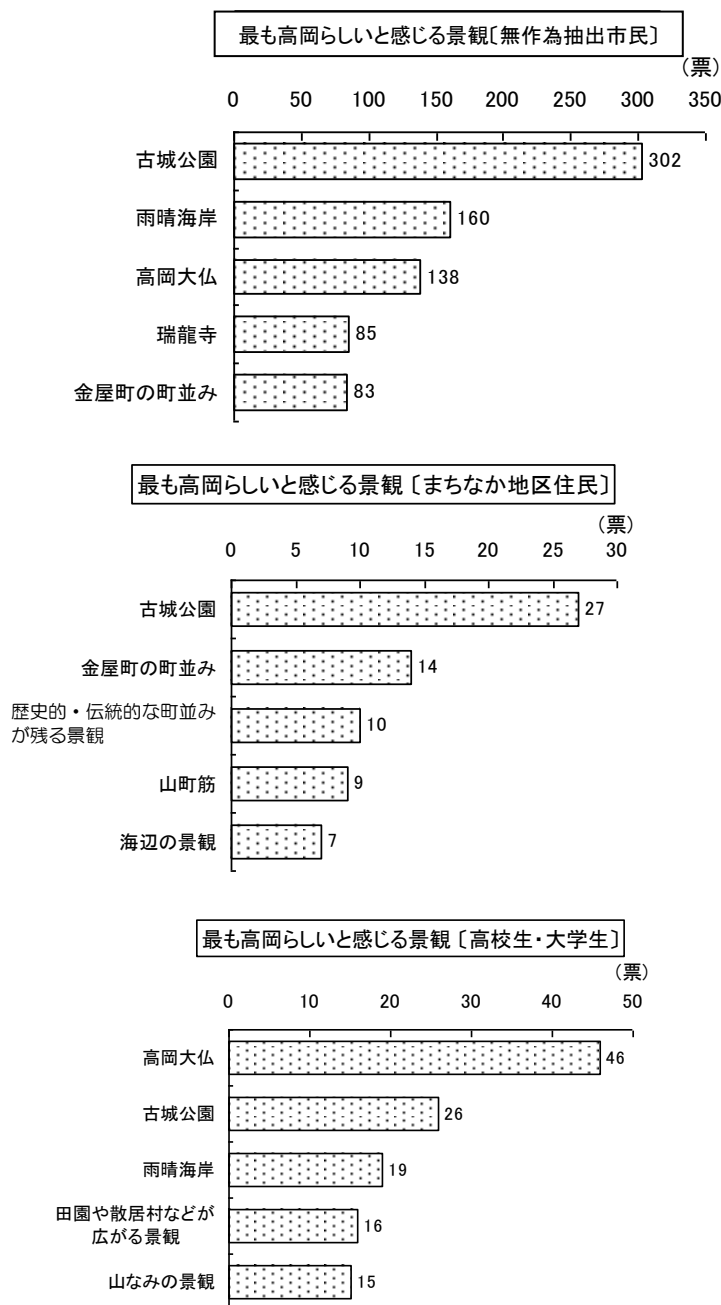 最も高岡らしいと感じる景観〔無作為抽出市民〕
(票)
0 50 100 150 200 250 300 350
古城公園 302
雨晴海岸 160
高岡大仏 138
瑞龍寺 85
金屋町の町並み 83
最も高岡らしいと感じる景観〔まちなか地区住民〕
(票)
0 5 10 15 20 25 30
古城公園 27
金屋町の町並み 14
歴史的・伝統的な町並み
が残る景観 10
山町筋 9
海辺の景観 7
最も高岡らしいと感じる景観〔高校生・大学生〕
(票)
0 10 20 30 40 50
高岡大仏 46
古城公園 26
雨晴海岸 19
田園や散居村などが
広がる景観 16
山なみの景観 15